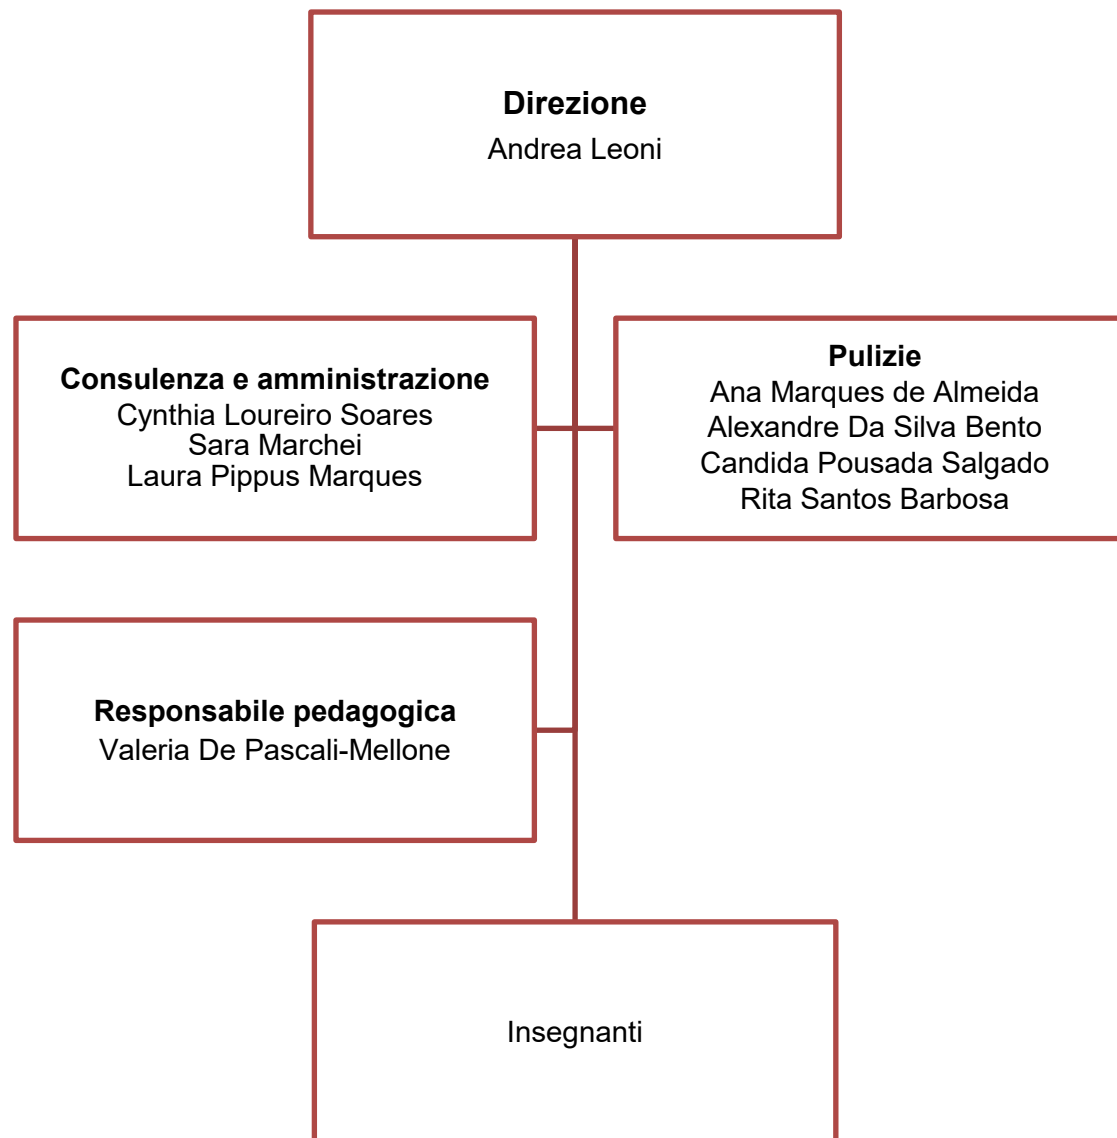 Direzione
Andrea Leoni
Consulenza e amministrazione
Cynthia Loureiro Soares
Sara Marchei
Laura Pippus Marques
Pulizie
Ana Marques de Almeida
Alexandre Da Silva Bento
Candida Pousada Salgado
Rita Santos Barbosa
Responsabile pedagogica
Valeria De Pascali-Mellone
Insegnanti